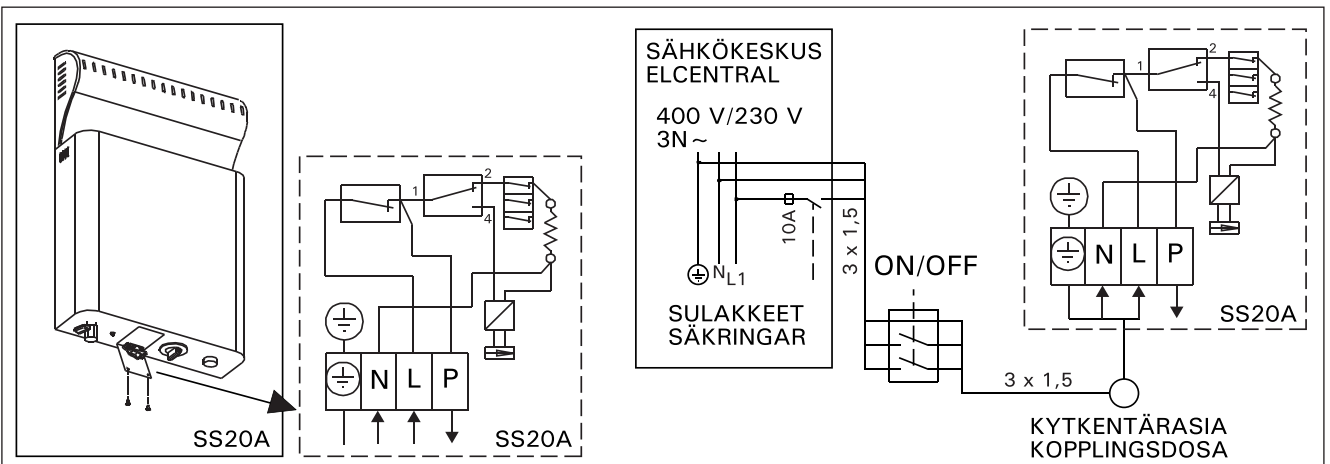 SS20A
1
2
4
N L P
SS20A
SÄHKÖKESKUS
ELCENTRAL
400 V/230 V
3N ~
10A
N
L1
SULAKKEET
SÄKRINGAR
3 x 1,5
ON/OFF
3 x 1,5
1
2
4
N L P
SS20A
KYTKENTÄRASIA
KOPPLINGSDOSA